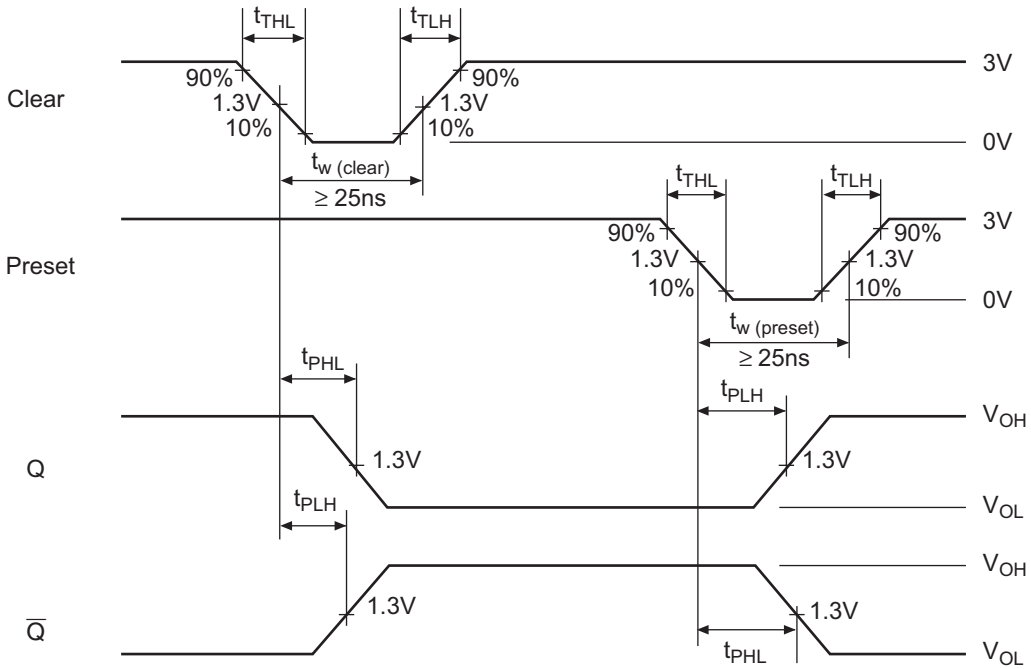 tTHL tTLH
90% 90% 3V
Clear 1.3V 1.3V
10% 10% 0V
tw (clear)
≥ 25ns
tTHL tTLH
90% 90% 3V
Preset 1.3V 1.3V
10% 10% 0V
tw (preset)
≥ 25ns
tPHL tPLH
VOH
Q 1.3V 1.3V
tPLH VOL
VOH
Q̅ 1.3V 1.3V
tPHL VOL